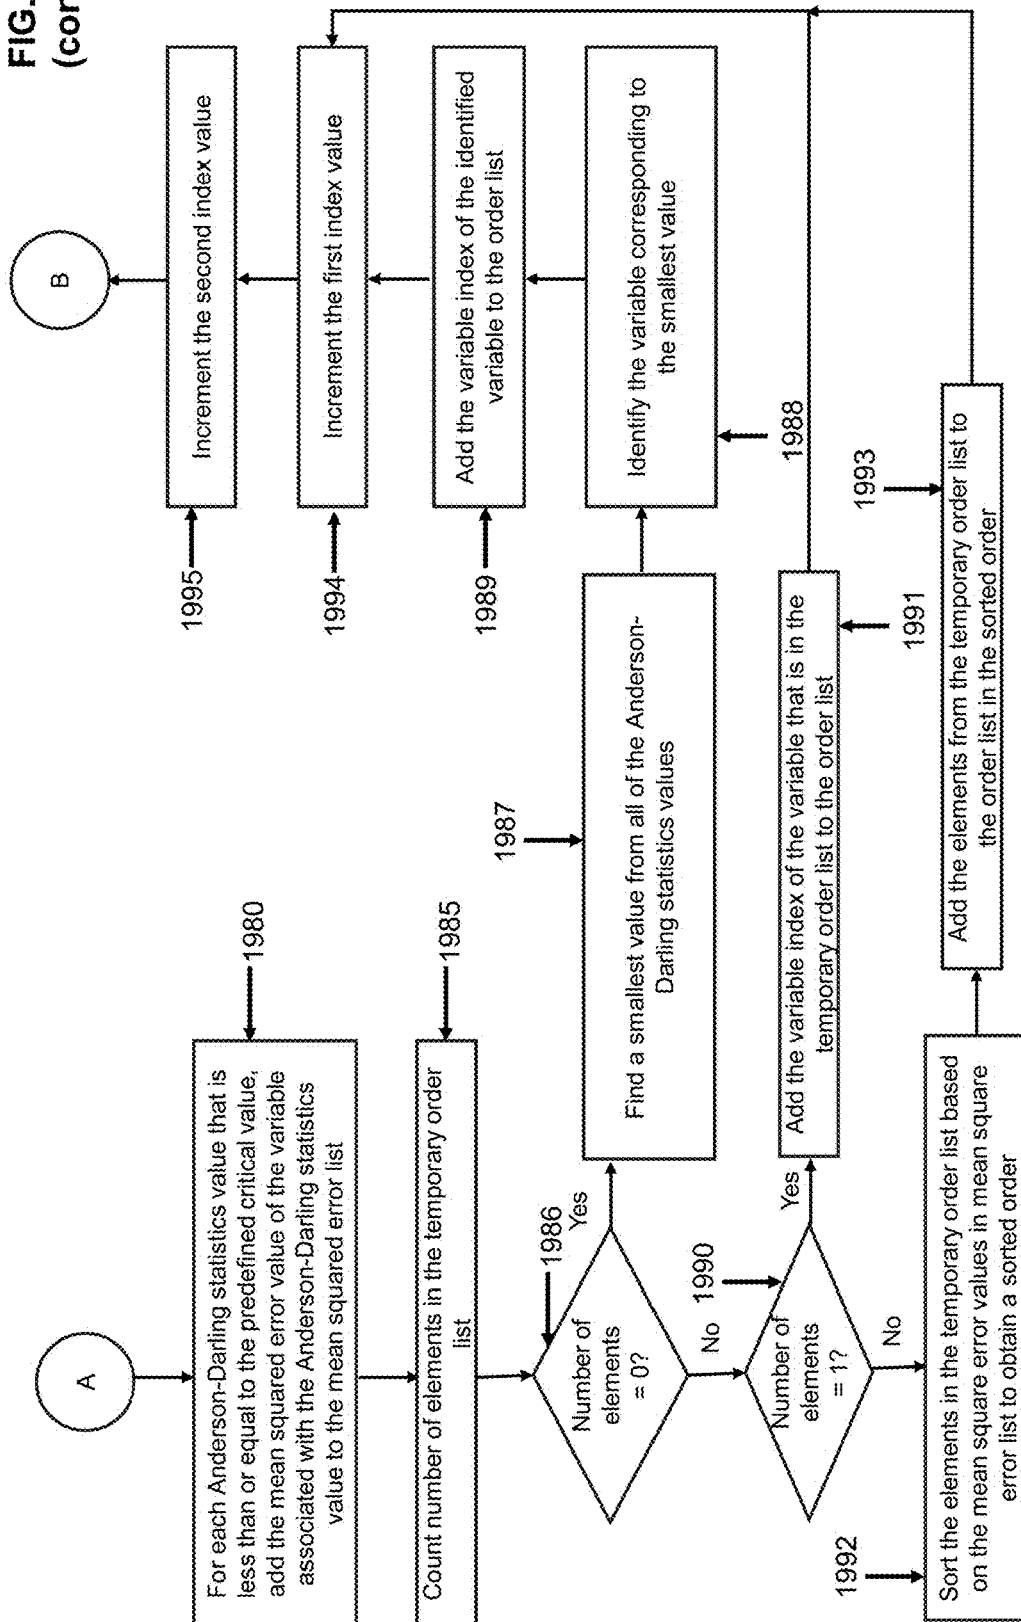 FIG.
(con
A
For each Anderson-Darling statistics value that is
less than or equal to the predefined critical value,
add the mean squared error value of the variable
associated with the Anderson-Darling statistics
value to the mean squared error list
1980
Count number of elements in the temporary order
list
1985
Number of
elements
= 0?
1986
Yes
No
Find a smallest value from all of the Anderson-
Darling statistics values
1987
Identify the variable corresponding to
the smallest value
1988
Add the variable index of the identified
variable to the order list
1989
Number of
elements
= 1?
1990
Yes
No
Add the variable index of the variable that is in the
temporary order list to the order list
1991
Sort the elements in the temporary order list based
on the mean square error values in mean square
error list to obtain a sorted order
1992
Add the elements from the temporary order list to
the order list in the sorted order
1993
Increment the first index value
1994
Increment the second index value
1995
B